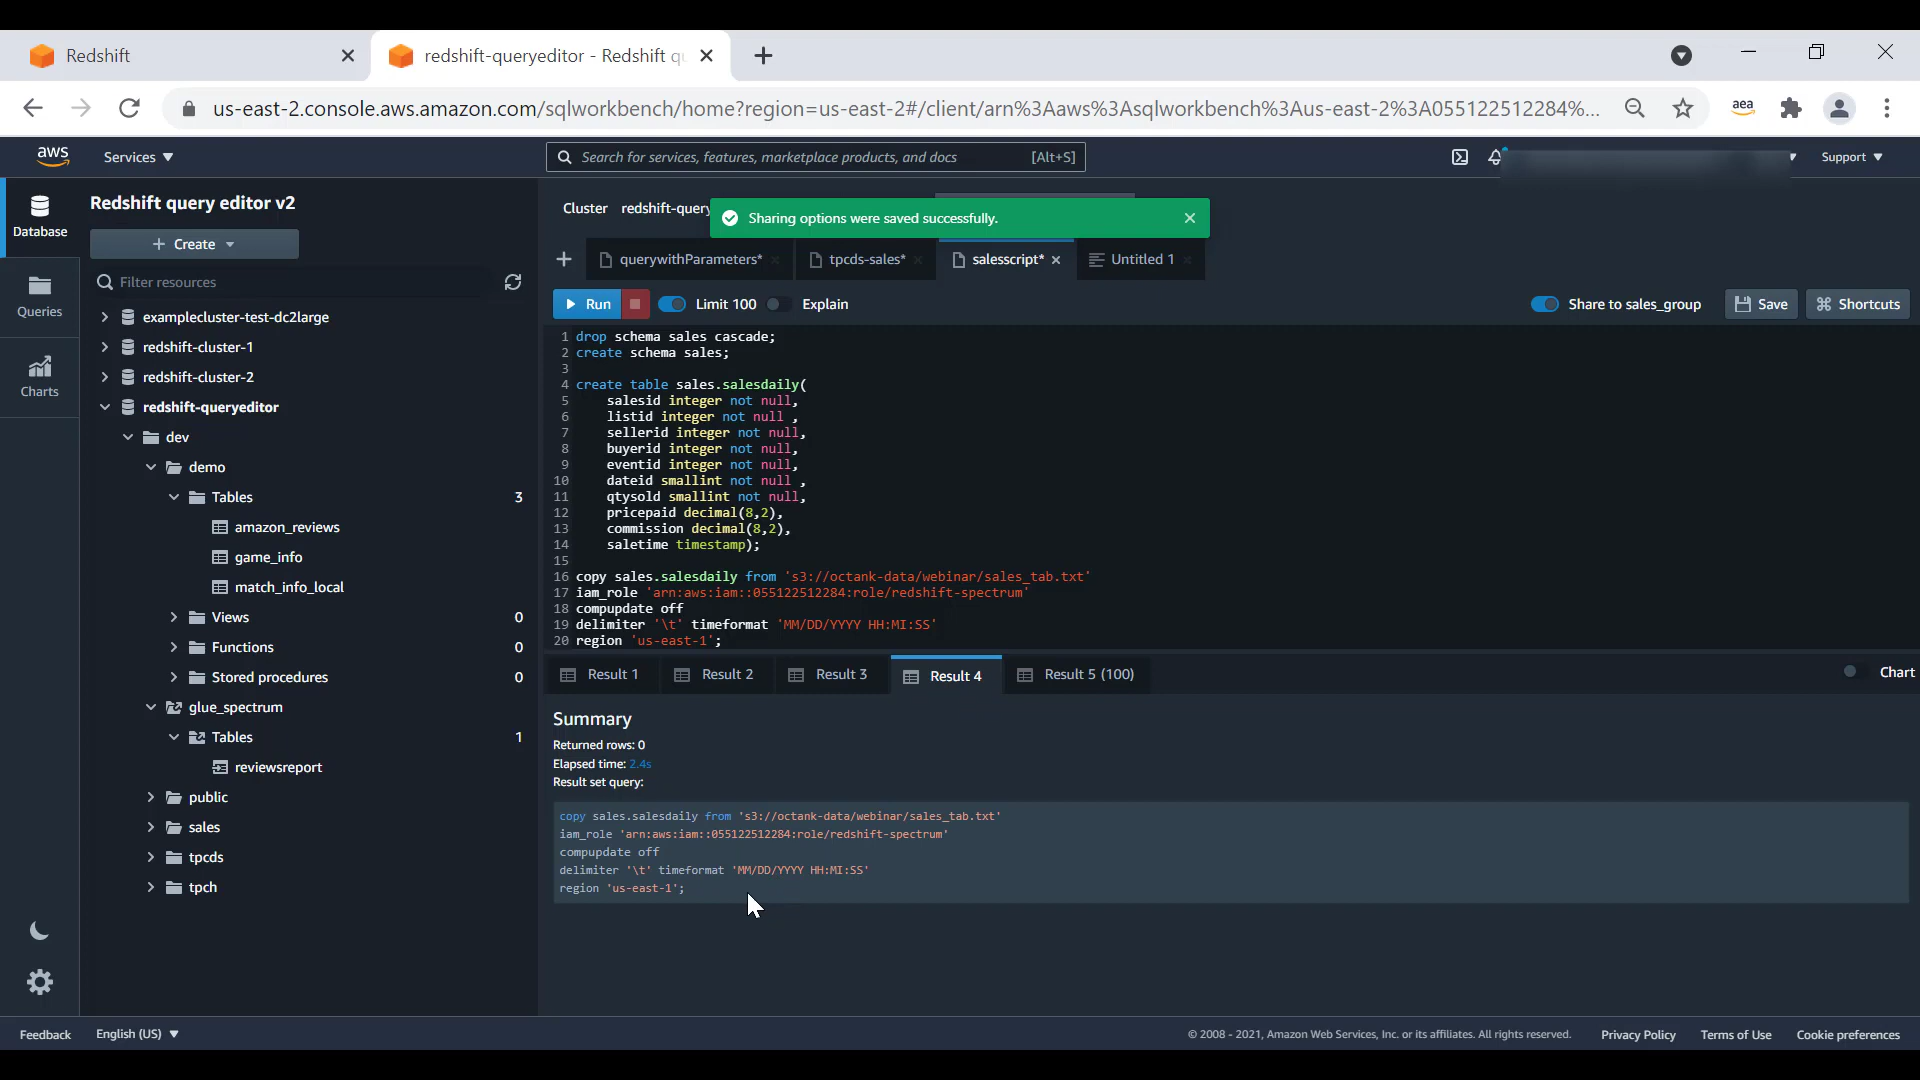 Redshift
redshift-queryeditor - Redshift q
us-east-2.console.aws.amazon.com/sqlworkbench/home?region=us-east-2#/client/arn%3Aaws%3Asqlworkbench%3Aus-east-2%3A055122512284%...
aea
aws
Services
Search for services, features, marketplace products, and docs [Alt+S]
Support
Database
Queries
Charts
Redshift query editor v2
+ Create
Filter resources
examplecluster-test-dc2large
redshift-cluster-1
redshift-cluster-2
redshift-queryeditor
dev
demo
Tables 3
amazon_reviews
game_info
match_info_local
Views 0
Functions 0
Stored procedures 0
glue_spectrum
Tables 1
reviewsreport
public
sales
tpcds
tpch
Cluster redshift-query
Sharing options were saved successfully.
querywithParameters*
tpcds-sales*
salesscript*
Untitled 1
Run
Limit 100
Explain
Share to sales_group
Save
Shortcuts
1 drop schema sales cascade;
2 create schema sales;
3
4 create table sales.salesdaily(
5 salesid integer not null,
6 listid integer not null ,
7 sellerid integer not null,
8 buyerid integer not null,
9 eventid integer not null,
10 dateid smallint not null ,
11 qtysold smallint not null,
12 pricepaid decimal(8,2),
13 commission decimal(8,2),
14 saletime timestamp);
15
16 copy sales.salesdaily from 's3://octank-data/webinar/sales_tab.txt'
17 iam_role 'arn:aws:iam::055122512284:role/redshift-spectrum'
18 compupdate off
19 delimiter '\t' timeformat 'MM/DD/YYYY HH:MI:SS'
20 region 'us-east-1';
Result 1
Result 2
Result 3
Result 4
Result 5 (100)
Chart
Summary
Returned rows: 0
Elapsed time: 2.4s
Result set query:
copy sales.salesdaily from 's3://octank-data/webinar/sales_tab.txt'
iam_role 'arn:aws:iam::055122512284:role/redshift-spectrum'
compupdate off
delimiter '\t' timeformat 'MM/DD/YYYY HH:MI:SS'
region 'us-east-1';
Feedback
English (US)
© 2008 - 2021, Amazon Web Services, Inc. or its affiliates. All rights reserved.
Privacy Policy
Terms of Use
Cookie preferences